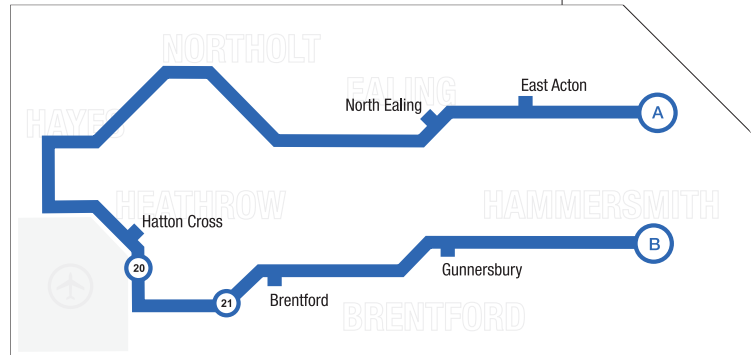 NORTHOLT
EALING
East Acton
North Ealing
A
HAYES
HEATHROW
HAMMERSMITH
Hatton Cross
B
20
Gunnersbury
21
Brentford
BRENTFORD